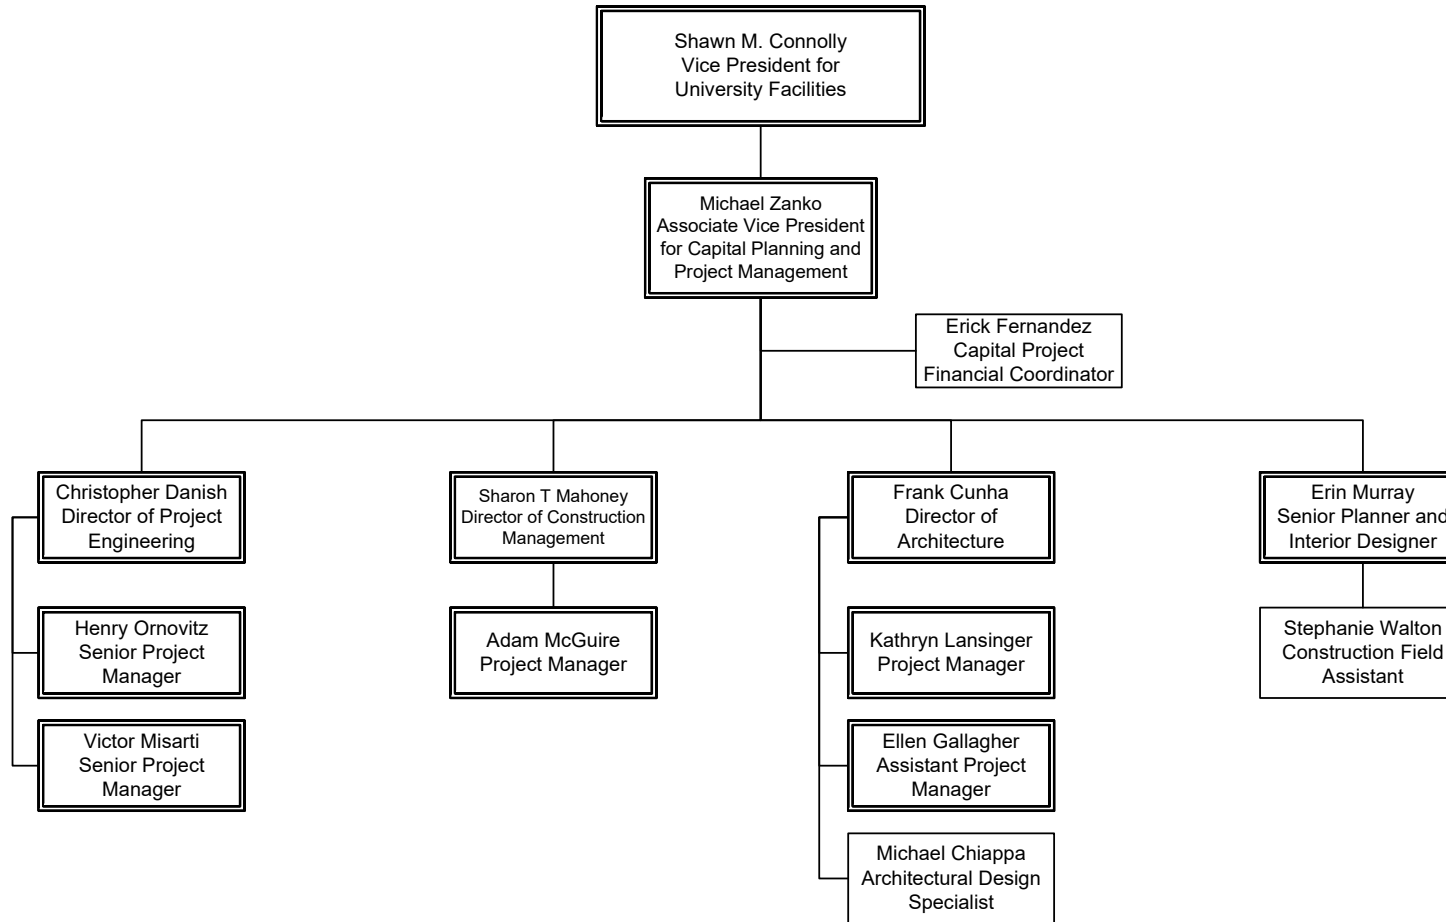 Shawn M. Connolly
Vice President for
University Facilities
Michael Zanko
Associate Vice President
for Capital Planning and
Project Management
Erick Fernandez
Capital Project
Financial Coordinator
Christopher Danish
Director of Project
Engineering
Sharon T Mahoney
Director of Construction
Management
Frank Cunha
Director of
Architecture
Erin Murray
Senior Planner and
Interior Designer
Henry Ornovitz
Senior Project
Manager
Adam McGuire
Project Manager
Kathryn Lansinger
Project Manager
Stephanie Walton
Construction Field
Assistant
Victor Misarti
Senior Project
Manager
Ellen Gallagher
Assistant Project
Manager
Michael Chiappa
Architectural Design
Specialist